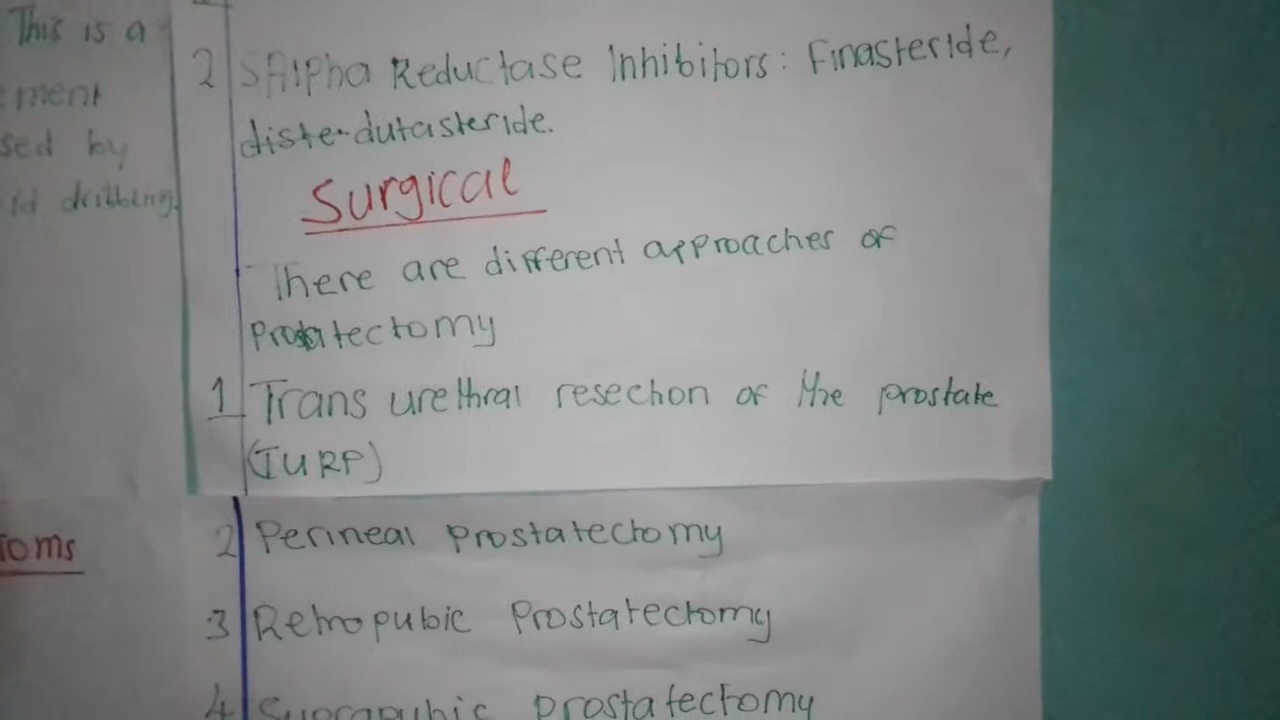 This is a
ment
sed by
dribbling.
toms
2 5Alpha Reductase Inhibitors: Finasteride,
diste-dutasteride.
Surgical
There are different approaches of
Prostatectomy
1 Trans urethral resection of the prostate
(TURP)
2 Perineal Prostatectomy
3 Retropubic Prostatectomy
4 Suprapubic prostatectomy